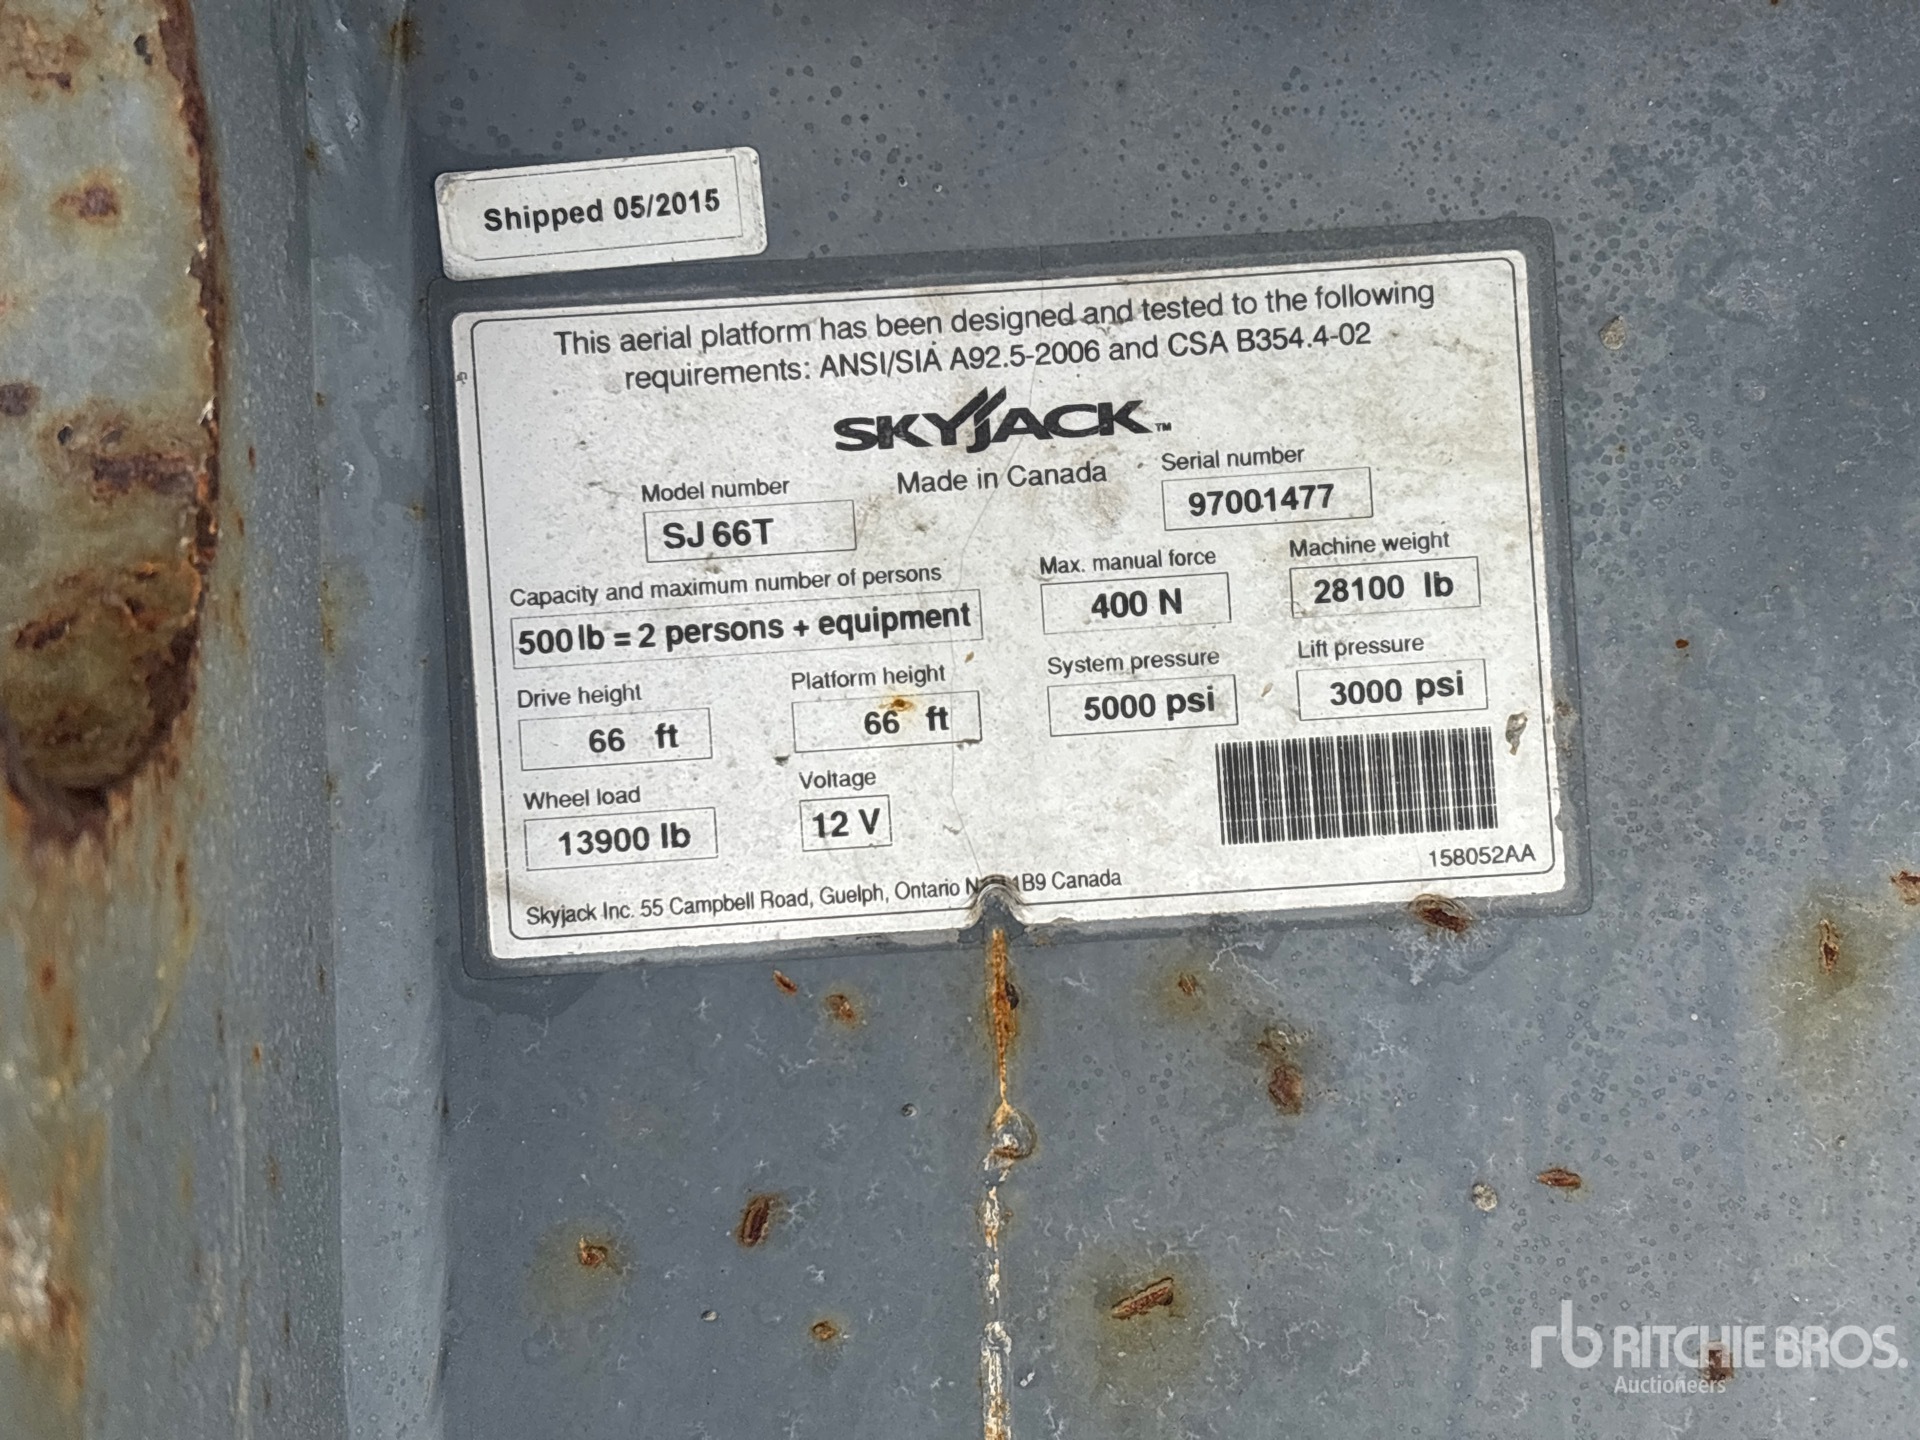 Shipped 05/2015
This aerial platform has been designed and tested to the following
requirements: ANSI/SIA A92.5-2006 and CSA B354.4-02
SKYJACK™
Made in Canada
Model number
SJ 66T
Serial number
97001477
Capacity and maximum number of persons
500 lb = 2 persons + equipment
Max. manual force
400 N
Machine weight
28100 lb
Drive height
66 ft
Platform height
66 ft
System pressure
5000 psi
Lift pressure
3000 psi
Wheel load
13900 lb
Voltage
12 V
158052AA
Skyjack Inc. 55 Campbell Road, Guelph, Ontario 1B9 Canada
rb RITCHIE BROS.
Auctioneers